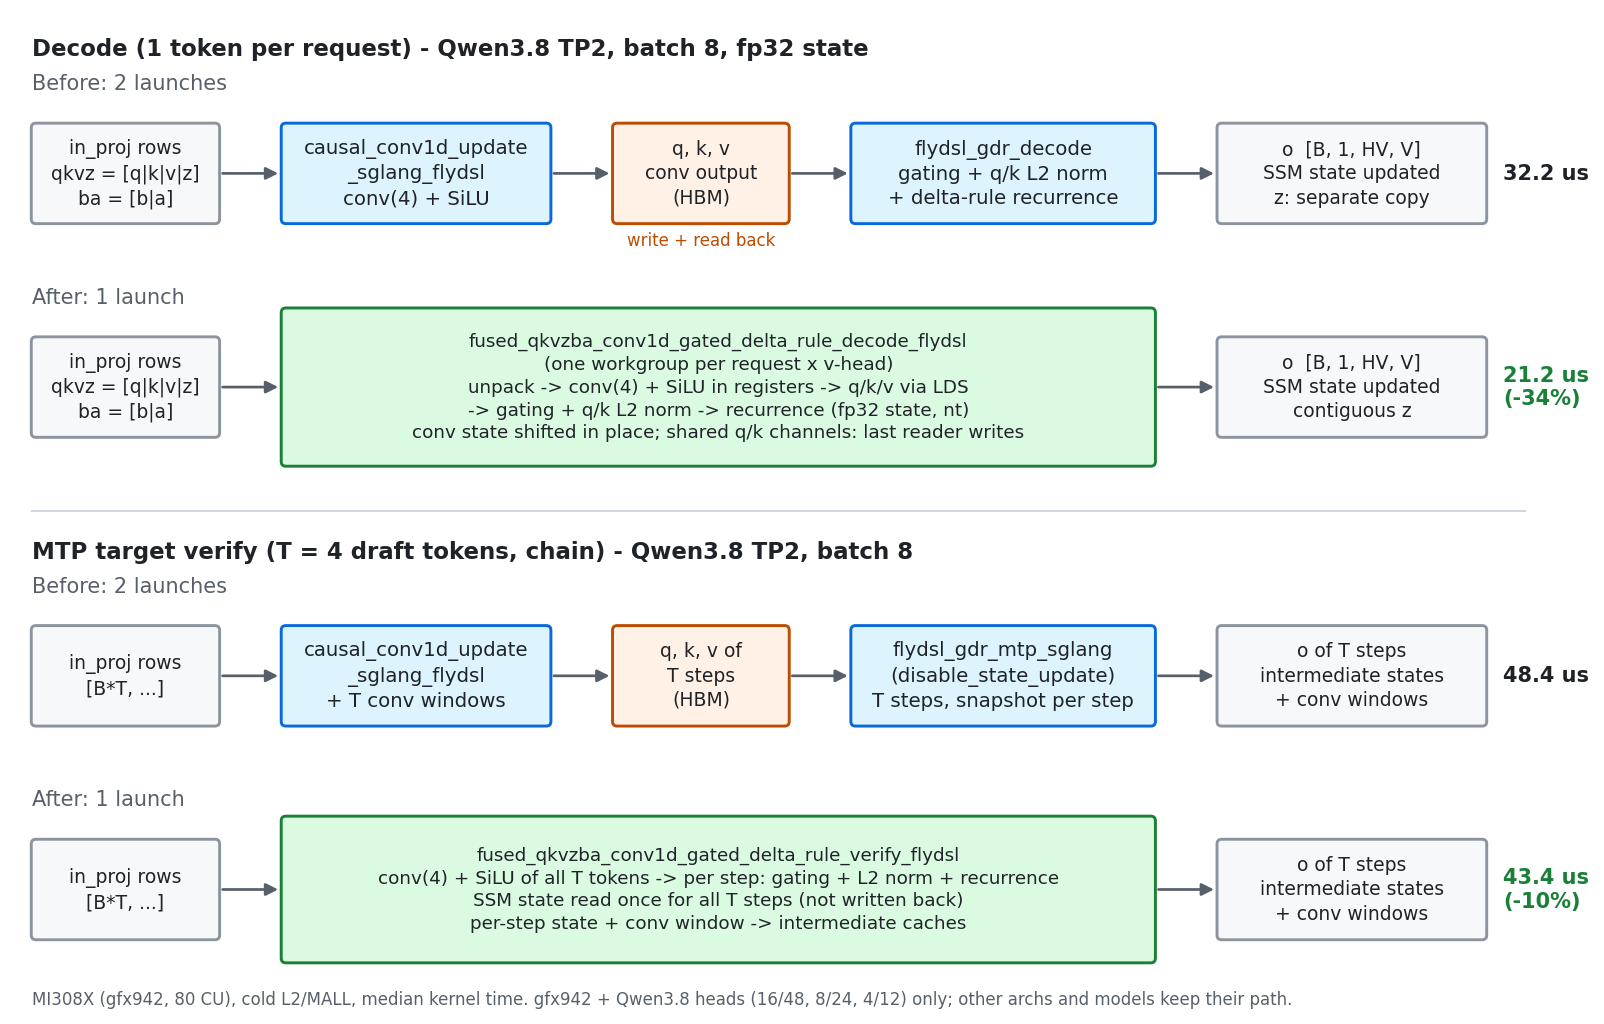 Decode (1 token per request) - Qwen3.8 TP2, batch 8, fp32 state
Before: 2 launches
in_proj rows
qkvz = [q|k|v|z]
ba = [b|a]
causal_conv1d_update
_sglang_flydsl
conv(4) + SiLU
q, k, v
conv output
(HBM)
write + read back
flydsl_gdr_decode
gating + q/k L2 norm
+ delta-rule recurrence
o  [B, 1, HV, V]
SSM state updated
z: separate copy
32.2 us
After: 1 launch
in_proj rows
qkvz = [q|k|v|z]
ba = [b|a]
fused_qkvzba_conv1d_gated_delta_rule_decode_flydsl
(one workgroup per request x v-head)
unpack -> conv(4) + SiLU in registers -> q/k/v via LDS
-> gating + q/k L2 norm -> recurrence (fp32 state, nt)
conv state shifted in place; shared q/k channels: last reader writes
o  [B, 1, HV, V]
SSM state updated
contiguous z
21.2 us
(-34%)
MTP target verify (T = 4 draft tokens, chain) - Qwen3.8 TP2, batch 8
Before: 2 launches
in_proj rows
[B*T, ...]
causal_conv1d_update
_sglang_flydsl
+ T conv windows
q, k, v of
T steps
(HBM)
flydsl_gdr_mtp_sglang
(disable_state_update)
T steps, snapshot per step
o of T steps
intermediate states
+ conv windows
48.4 us
After: 1 launch
in_proj rows
[B*T, ...]
fused_qkvzba_conv1d_gated_delta_rule_verify_flydsl
conv(4) + SiLU of all T tokens -> per step: gating + L2 norm + recurrence
SSM state read once for all T steps (not written back)
per-step state + conv window -> intermediate caches
o of T steps
intermediate states
+ conv windows
43.4 us
(-10%)
MI308X (gfx942, 80 CU), cold L2/MALL, median kernel time. gfx942 + Qwen3.8 heads (16/48, 8/24, 4/12) only; other archs and models keep their path.